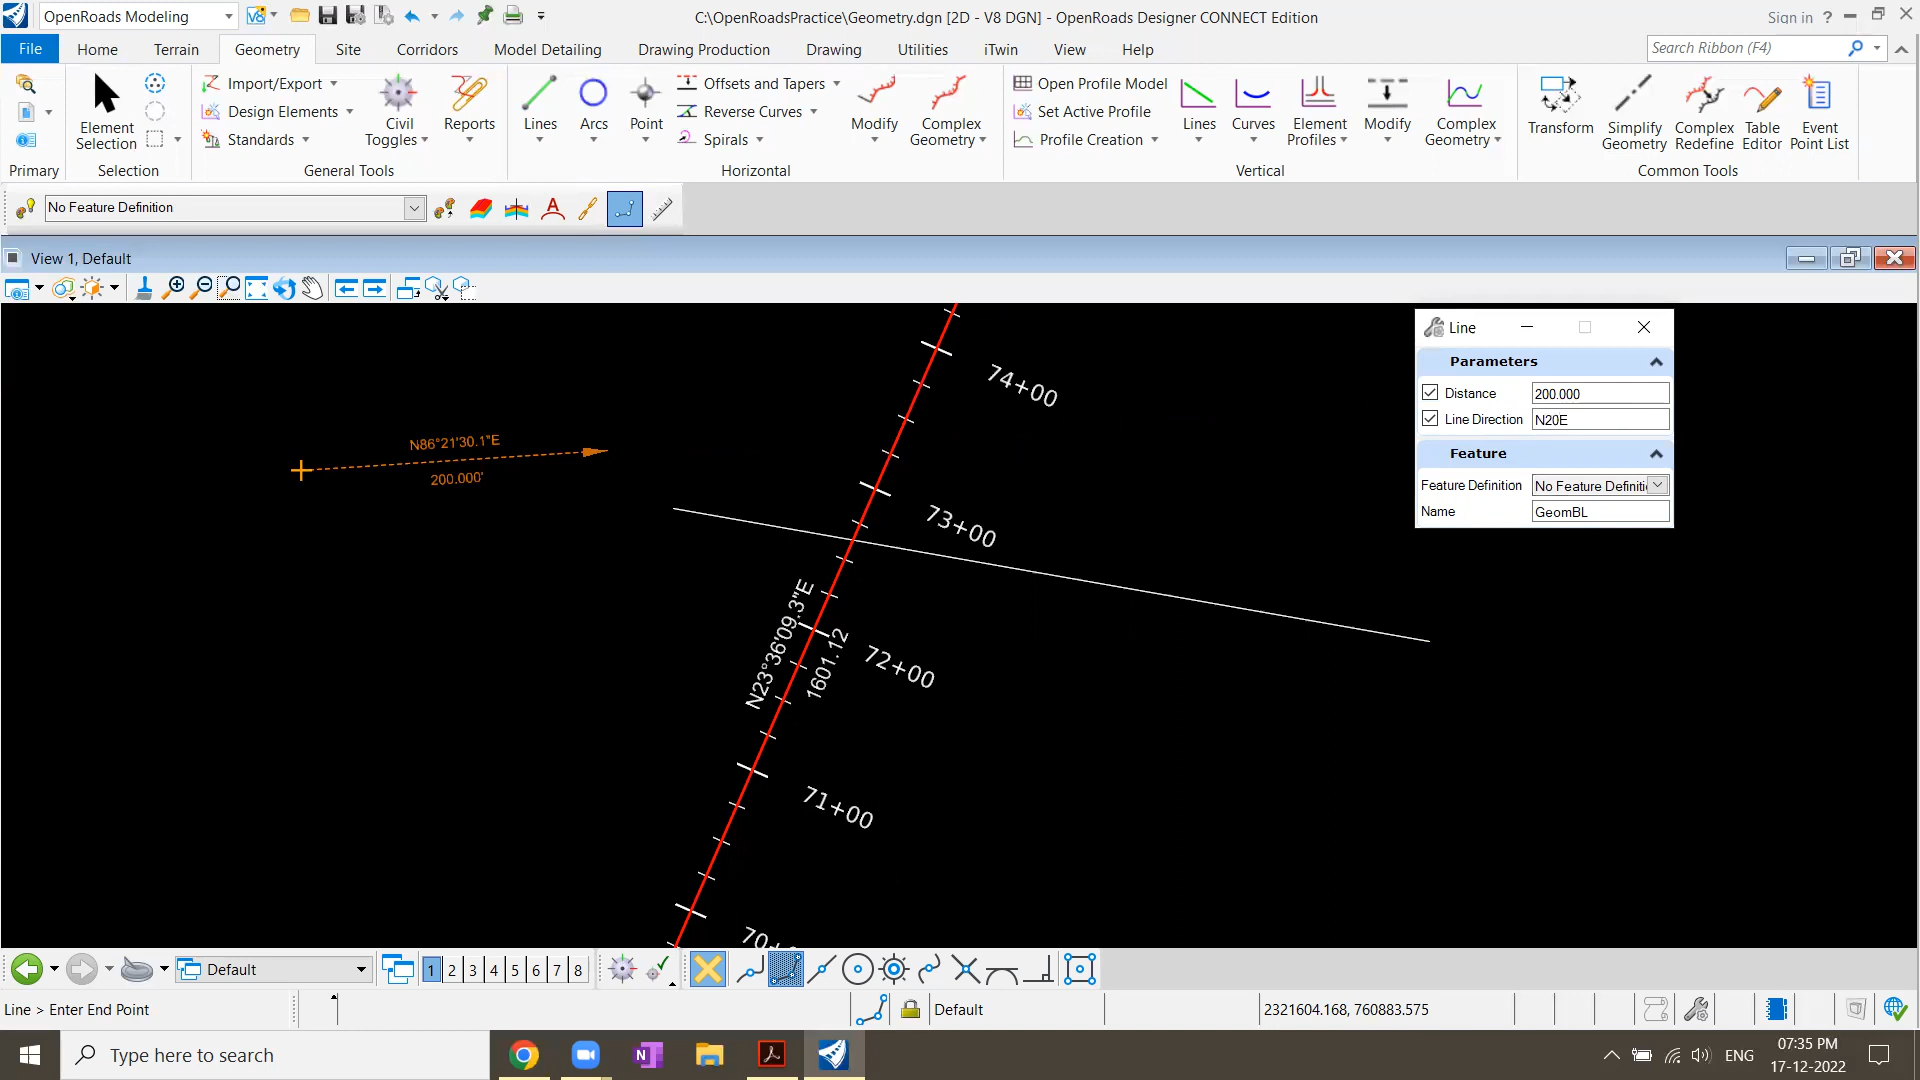 OpenRoads Modeling
C:\OpenRoadsPractice\Geometry.dgn [2D - V8 DGN] - OpenRoads Designer CONNECT Edition
Sign in
File Home Terrain Geometry Site Corridors Model Detailing Drawing Production Drawing Utilities iTwin View Help
Search Ribbon (F4)
Element Selection
Import/Export
Design Elements
Standards
Civil Toggles
Reports
Lines
Arcs
Point
Offsets and Tapers
Reverse Curves
Spirals
Modify
Complex Geometry
Open Profile Model
Set Active Profile
Profile Creation
Lines
Curves
Element Profiles
Modify
Complex Geometry
Transform
Simplify Geometry
Complex Redefine
Table Editor
Event Point List
Primary Selection General Tools Horizontal Vertical Common Tools
No Feature Definition
View 1, Default
Line
Parameters
Distance 200.000
Line Direction N20E
Feature
Feature Definition No Feature Definiti
Name GeomBL
74+00
N86°21'30.1"E
200.000'
73+00
N23°36'09.3"E
1601.12
72+00
71+00
Default
1 2 3 4 5 6 7 8
Line > Enter End Point
Default
2321604.168, 760883.575
Type here to search
ENG
07:35 PM
17-12-2022